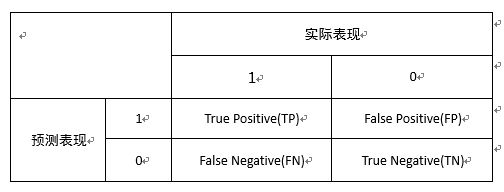 实际表现
1 0
预测表现
1 True Positive(TP) False Positive(FP)
0 False Negative(FN) True Negative(TN)